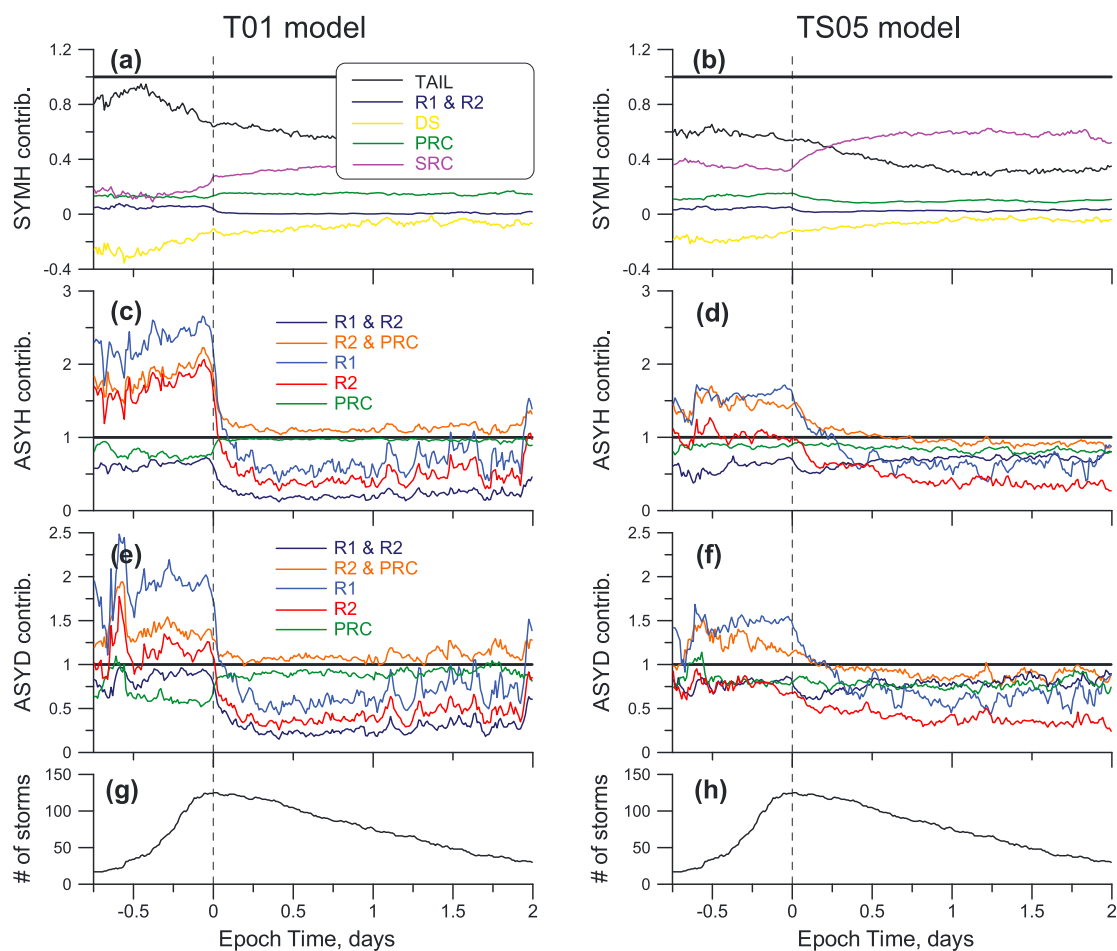 T01 model
TS05 model
(a)
1.2
0.8
0.4
0
-0.4
SYMH contrib.
TAIL
R1 & R2
DS
PRC
SRC
(b)
1.2
0.8
0.4
0
-0.4
SYMH contrib.
(c)
3
2
1
0
ASYH contrib.
R1 & R2
R2 & PRC
R1
R2
PRC
(d)
3
2
1
0
ASYH contrib.
(e)
2.5
2
1.5
1
0.5
0
ASYD contrib.
R1 & R2
R2 & PRC
R1
R2
PRC
(f)
2.5
2
1.5
1
0.5
0
ASYD contrib.
(g)
150
100
50
0
# of storms
-0.5 0 0.5 1 1.5 2
Epoch Time, days
(h)
150
100
50
0
# of storms
-0.5 0 0.5 1 1.5 2
Epoch Time, days